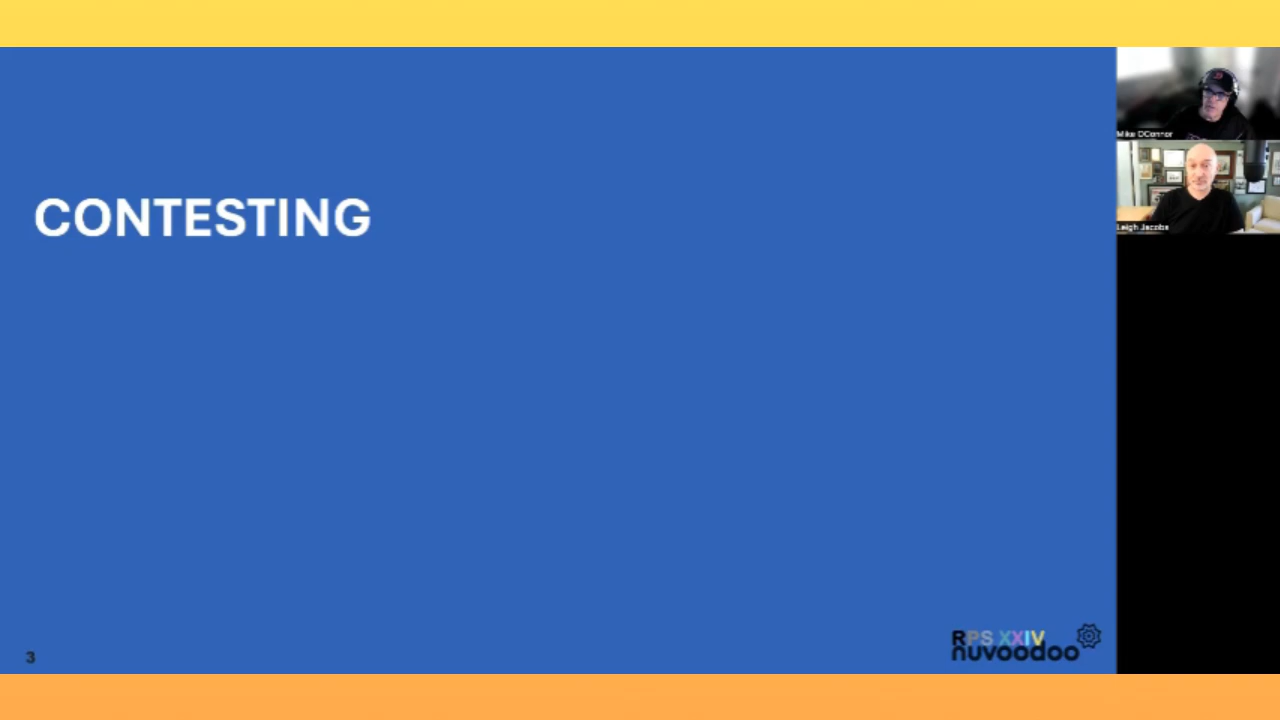 CONTESTING
Mike OConnor
Leigh Jacobs
3
RPS XXIV
nuvoodoo